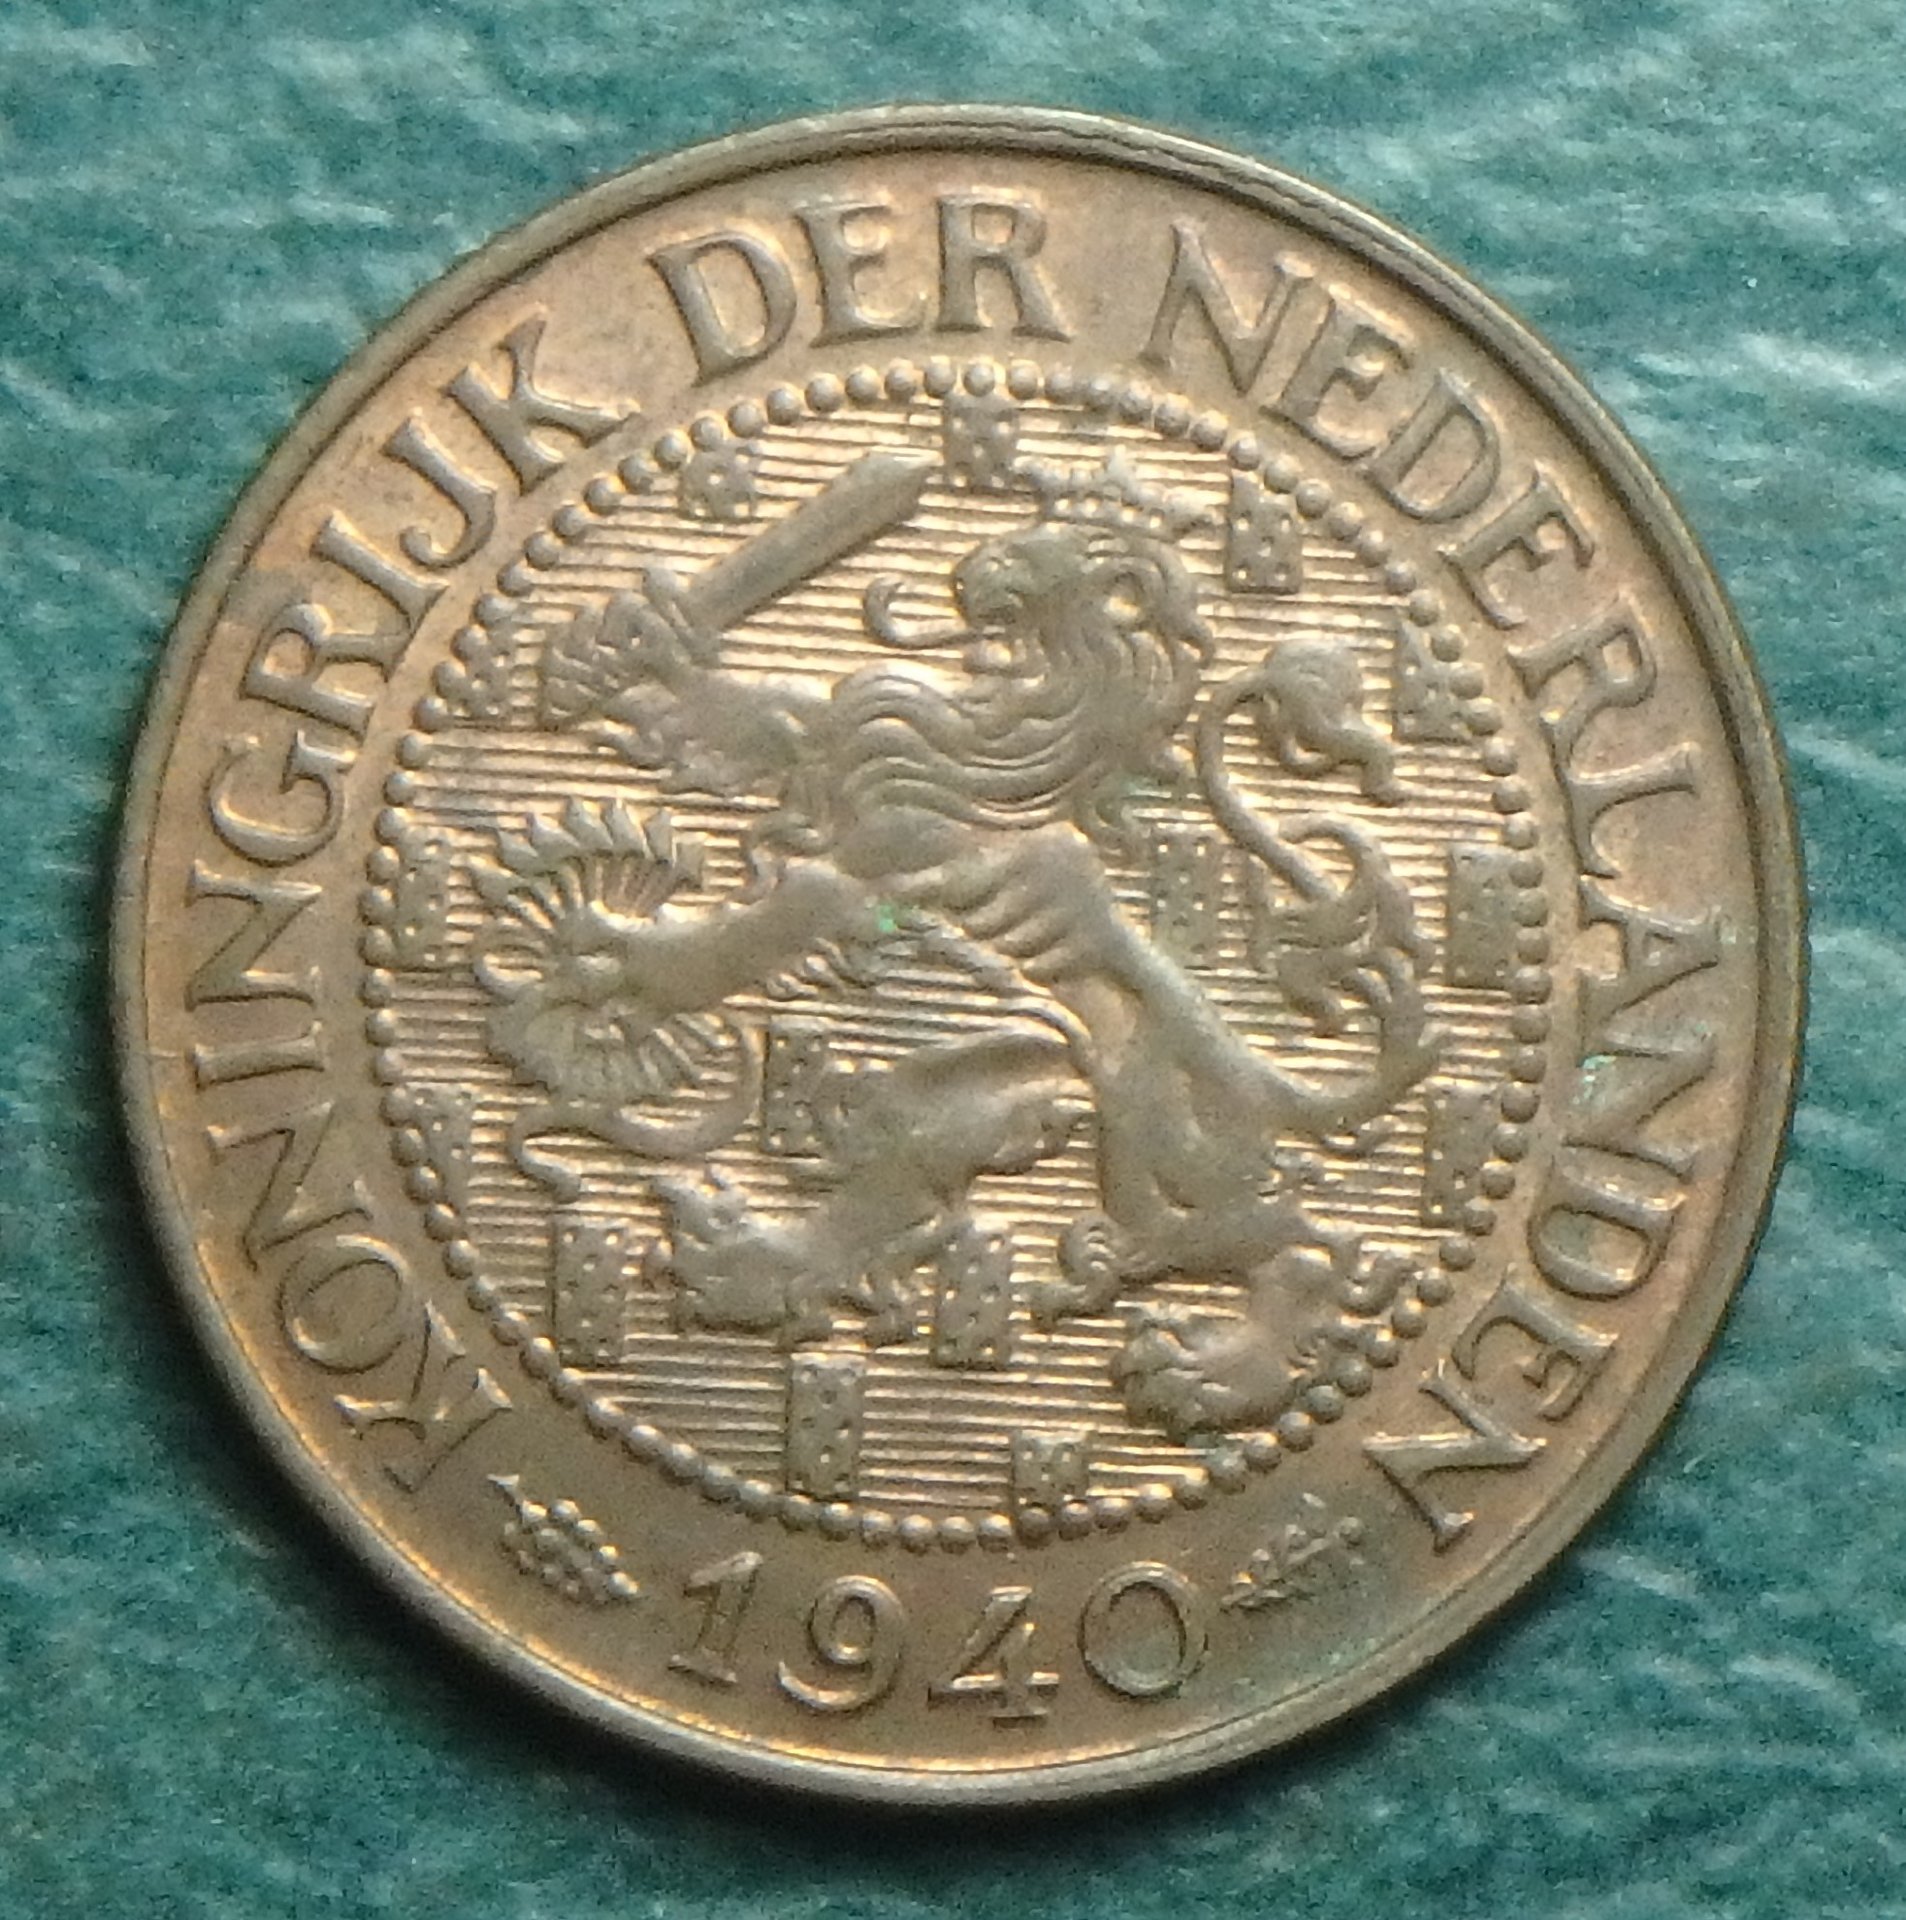 KONINGRIJK DER NEDERLANDEN
1940